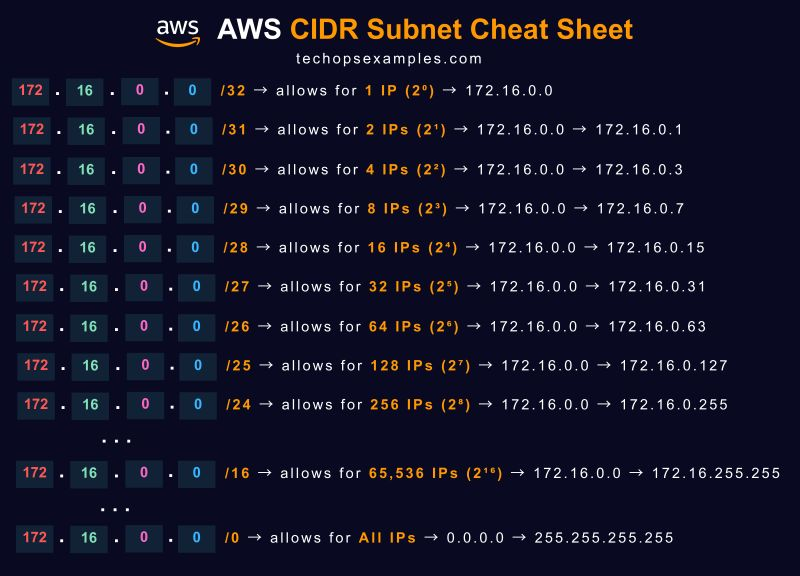 aws AWS CIDR Subnet Cheat Sheet
techopsexamples.com
172 . 16 . 0 . 0 /32 → allows for 1 IP (2⁰) → 172.16.0.0
172 . 16 . 0 . 0 /31 → allows for 2 IPs (2¹) → 172.16.0.0 → 172.16.0.1
172 . 16 . 0 . 0 /30 → allows for 4 IPs (2²) → 172.16.0.0 → 172.16.0.3
172 . 16 . 0 . 0 /29 → allows for 8 IPs (2³) → 172.16.0.0 → 172.16.0.7
172 . 16 . 0 . 0 /28 → allows for 16 IPs (2⁴) → 172.16.0.0 → 172.16.0.15
172 . 16 . 0 . 0 /27 → allows for 32 IPs (2⁵) → 172.16.0.0 → 172.16.0.31
172 . 16 . 0 . 0 /26 → allows for 64 IPs (2⁶) → 172.16.0.0 → 172.16.0.63
172 . 16 . 0 . 0 /25 → allows for 128 IPs (2⁷) → 172.16.0.0 → 172.16.0.127
172 . 16 . 0 . 0 /24 → allows for 256 IPs (2⁸) → 172.16.0.0 → 172.16.0.255
...
172 . 16 . 0 . 0 /16 → allows for 65,536 IPs (2¹⁶) → 172.16.0.0 → 172.16.255.255
...
172 . 16 . 0 . 0 /0 → allows for All IPs → 0.0.0.0 → 255.255.255.255